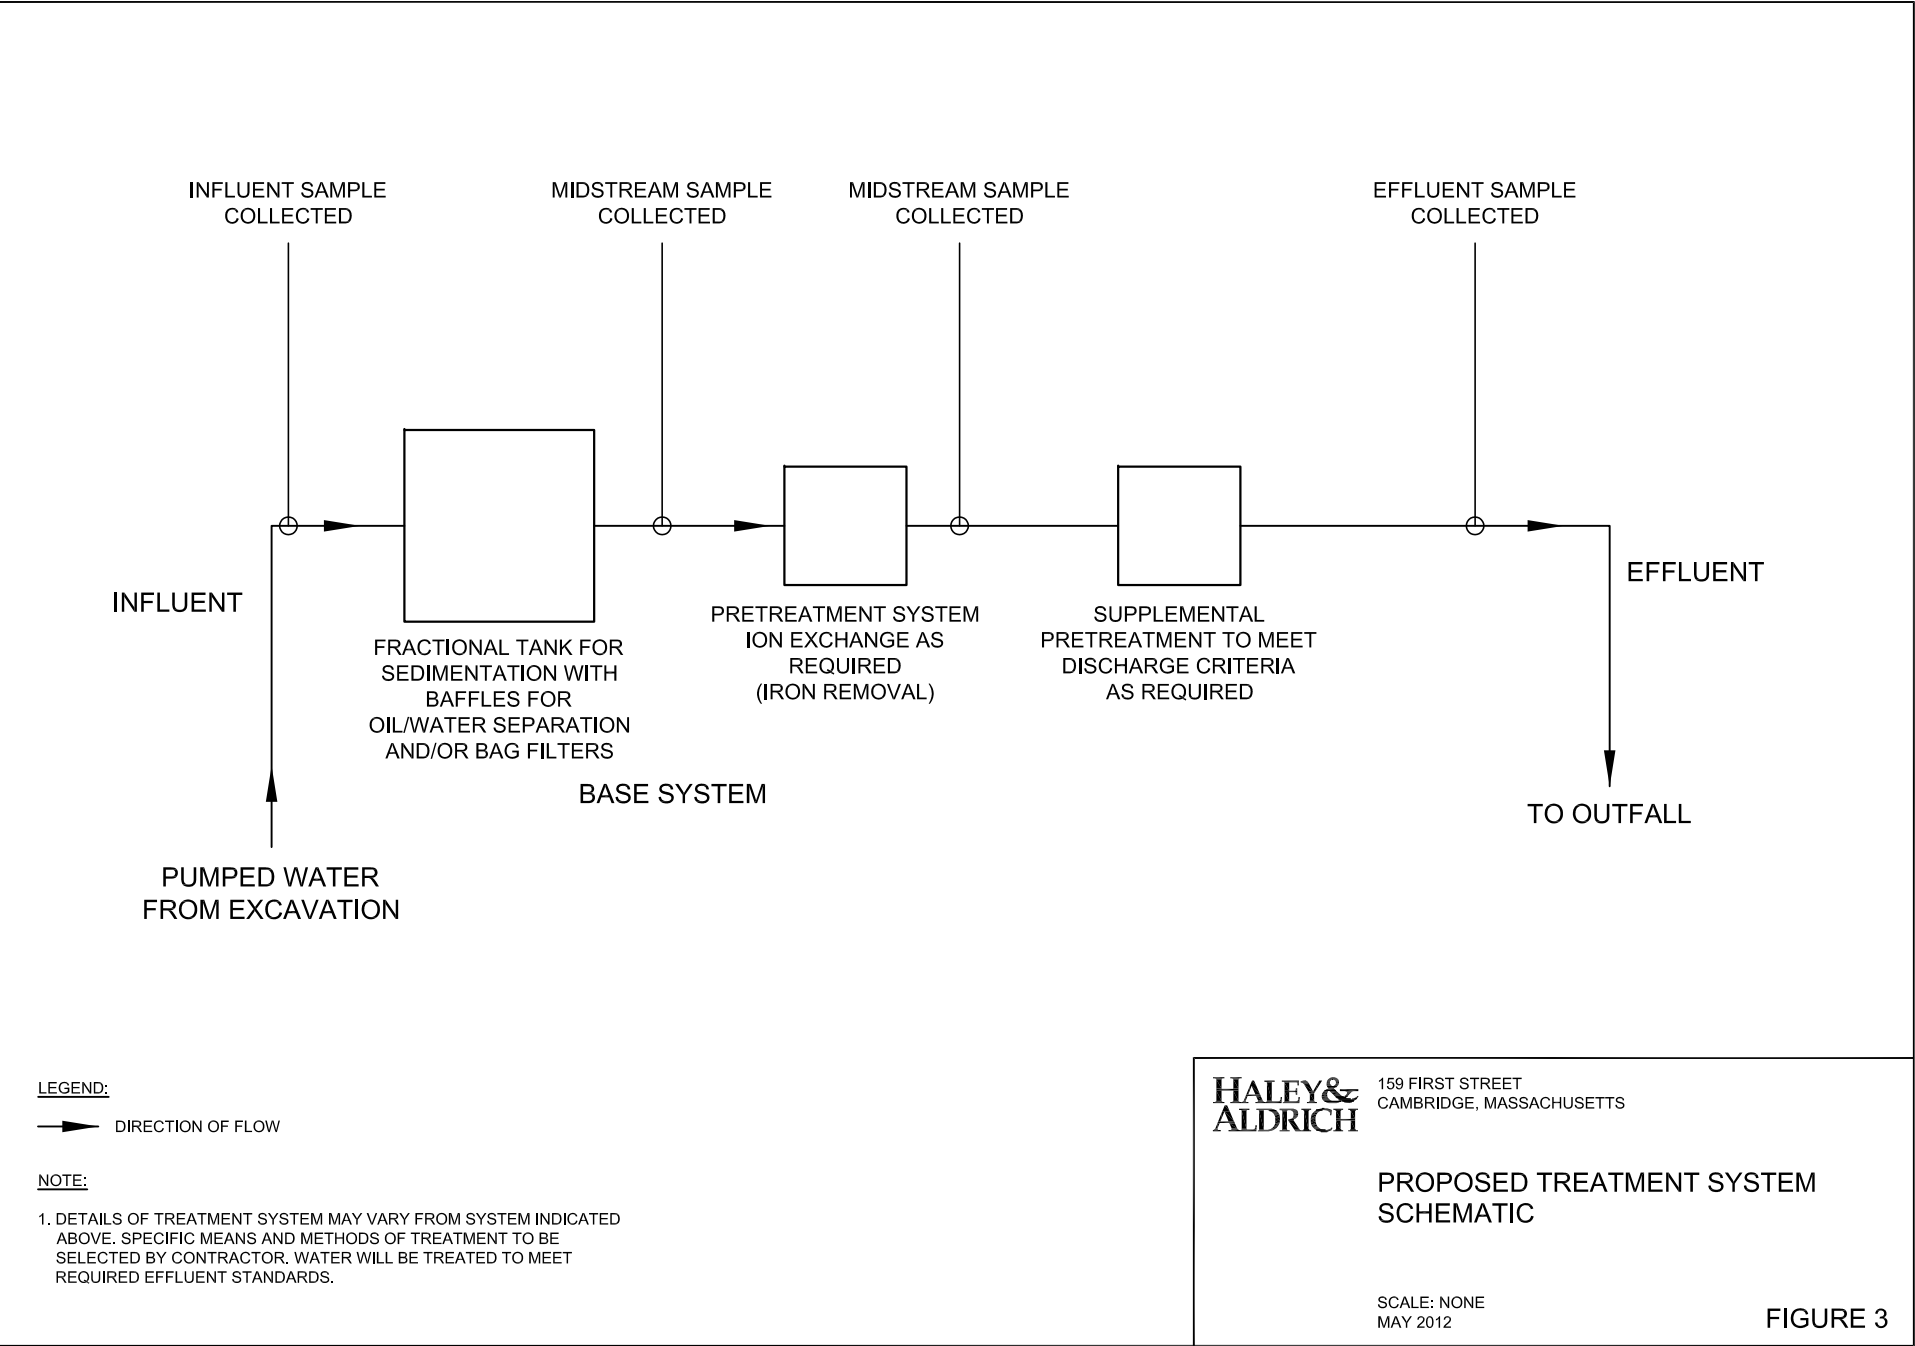 INFLUENT SAMPLE
COLLECTED
MIDSTREAM SAMPLE
COLLECTED
MIDSTREAM SAMPLE
COLLECTED
EFFLUENT SAMPLE
COLLECTED
INFLUENT
EFFLUENT
FRACTIONAL TANK FOR
SEDIMENTATION WITH
BAFFLES FOR
OIL/WATER SEPARATION
AND/OR BAG FILTERS
PRETREATMENT SYSTEM
ION EXCHANGE AS
REQUIRED
(IRON REMOVAL)
SUPPLEMENTAL
PRETREATMENT TO MEET
DISCHARGE CRITERIA
AS REQUIRED
BASE SYSTEM
TO OUTFALL
PUMPED WATER
FROM EXCAVATION
LEGEND:
DIRECTION OF FLOW
NOTE:
1. DETAILS OF TREATMENT SYSTEM MAY VARY FROM SYSTEM INDICATED
ABOVE. SPECIFIC MEANS AND METHODS OF TREATMENT TO BE
SELECTED BY CONTRACTOR. WATER WILL BE TREATED TO MEET
REQUIRED EFFLUENT STANDARDS.
HALEY&
ALDRICH
159 FIRST STREET
CAMBRIDGE, MASSACHUSETTS
PROPOSED TREATMENT SYSTEM
SCHEMATIC
SCALE: NONE
MAY 2012
FIGURE 3